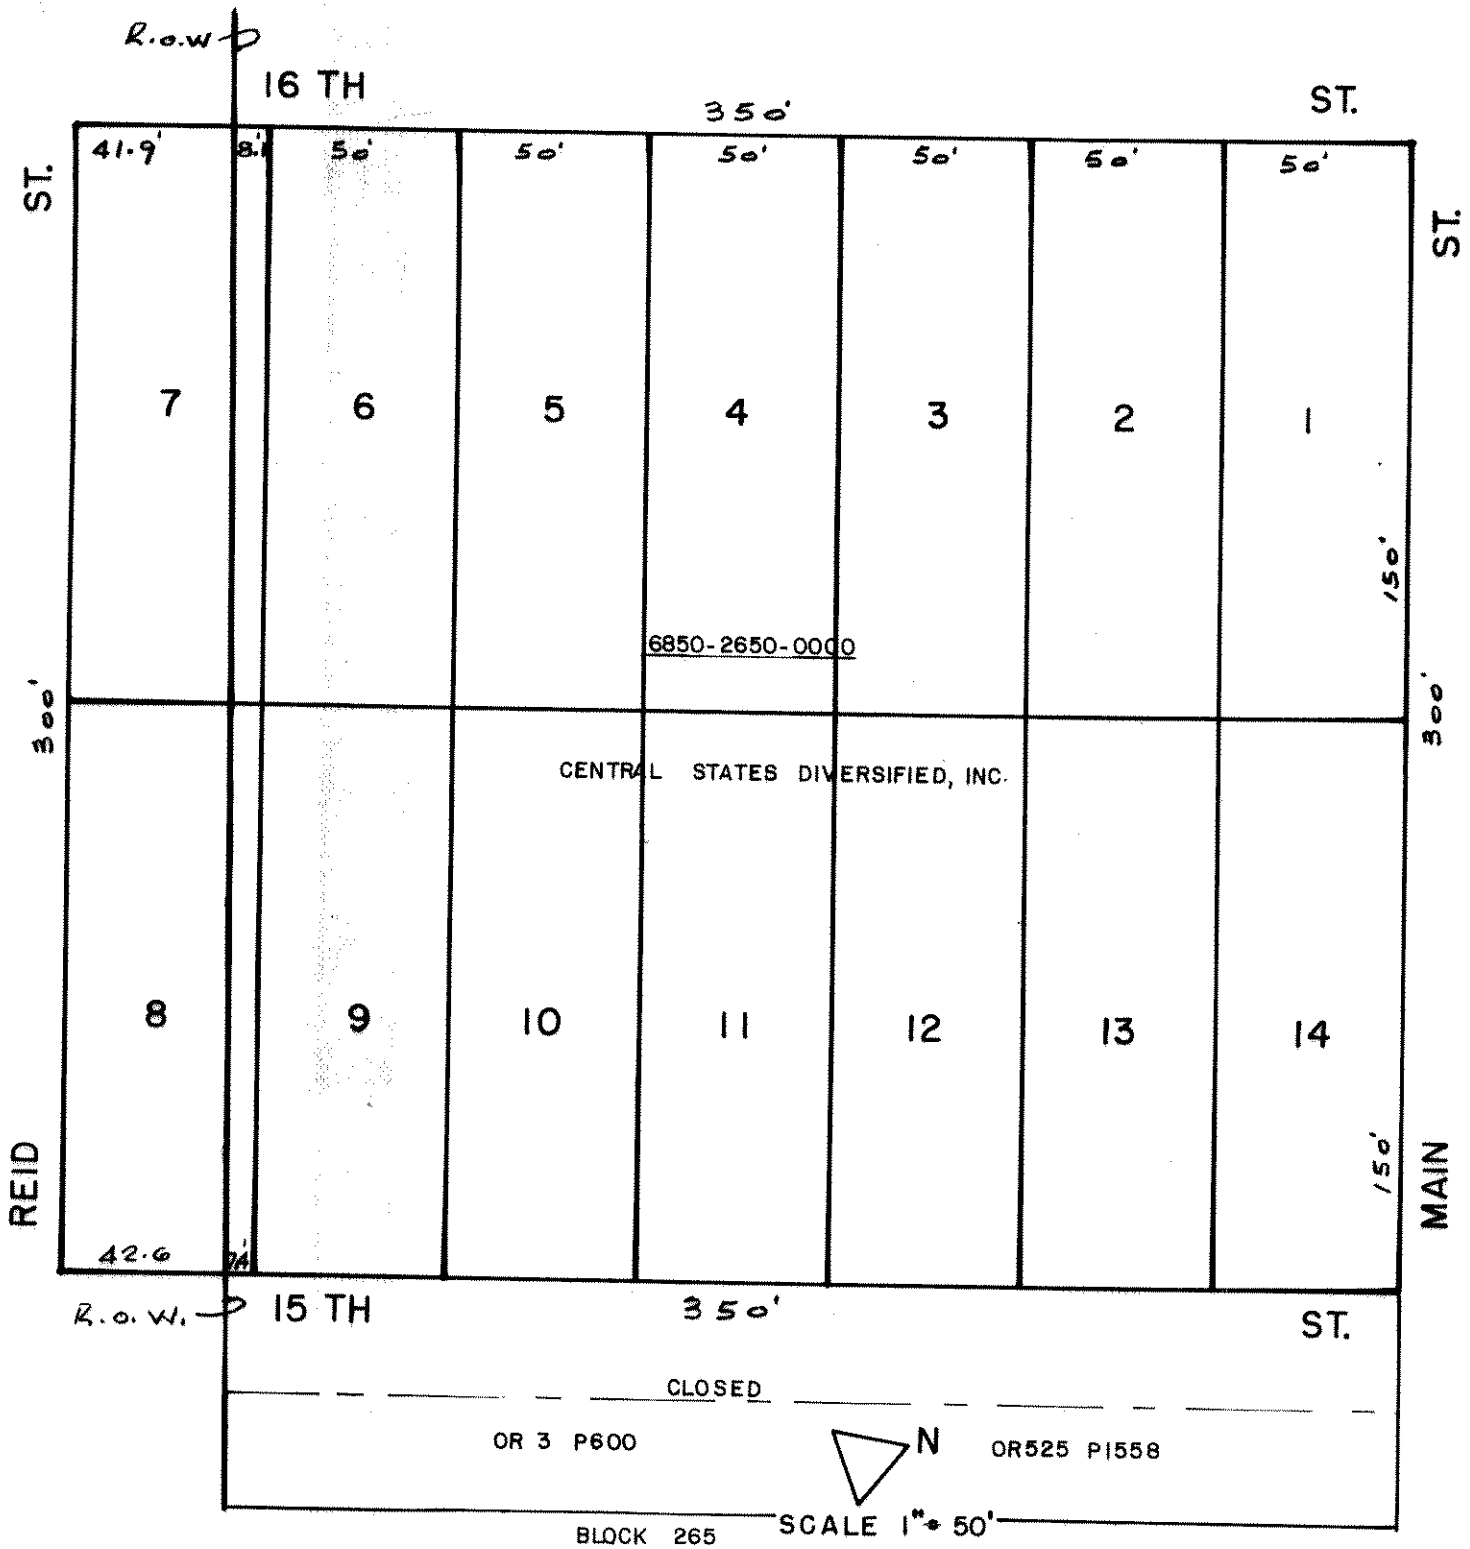 R.O.W
16 TH
350'
ST.
41.9'
8.1'
50'
50'
50'
50'
50'
50'
ST.
ST.
7
6
5
4
3
2
1
150'
6850-2650-0000
300'
300'
CENTRAL STATES DIVERSIFIED, INC.
8
9
10
11
12
13
14
150'
REID
MAIN
42.6
R.O.W.
15 TH
350'
ST.
CLOSED
OR 3 P600
N
OR525 P1558
BLOCK 265
SCALE 1" = 50'